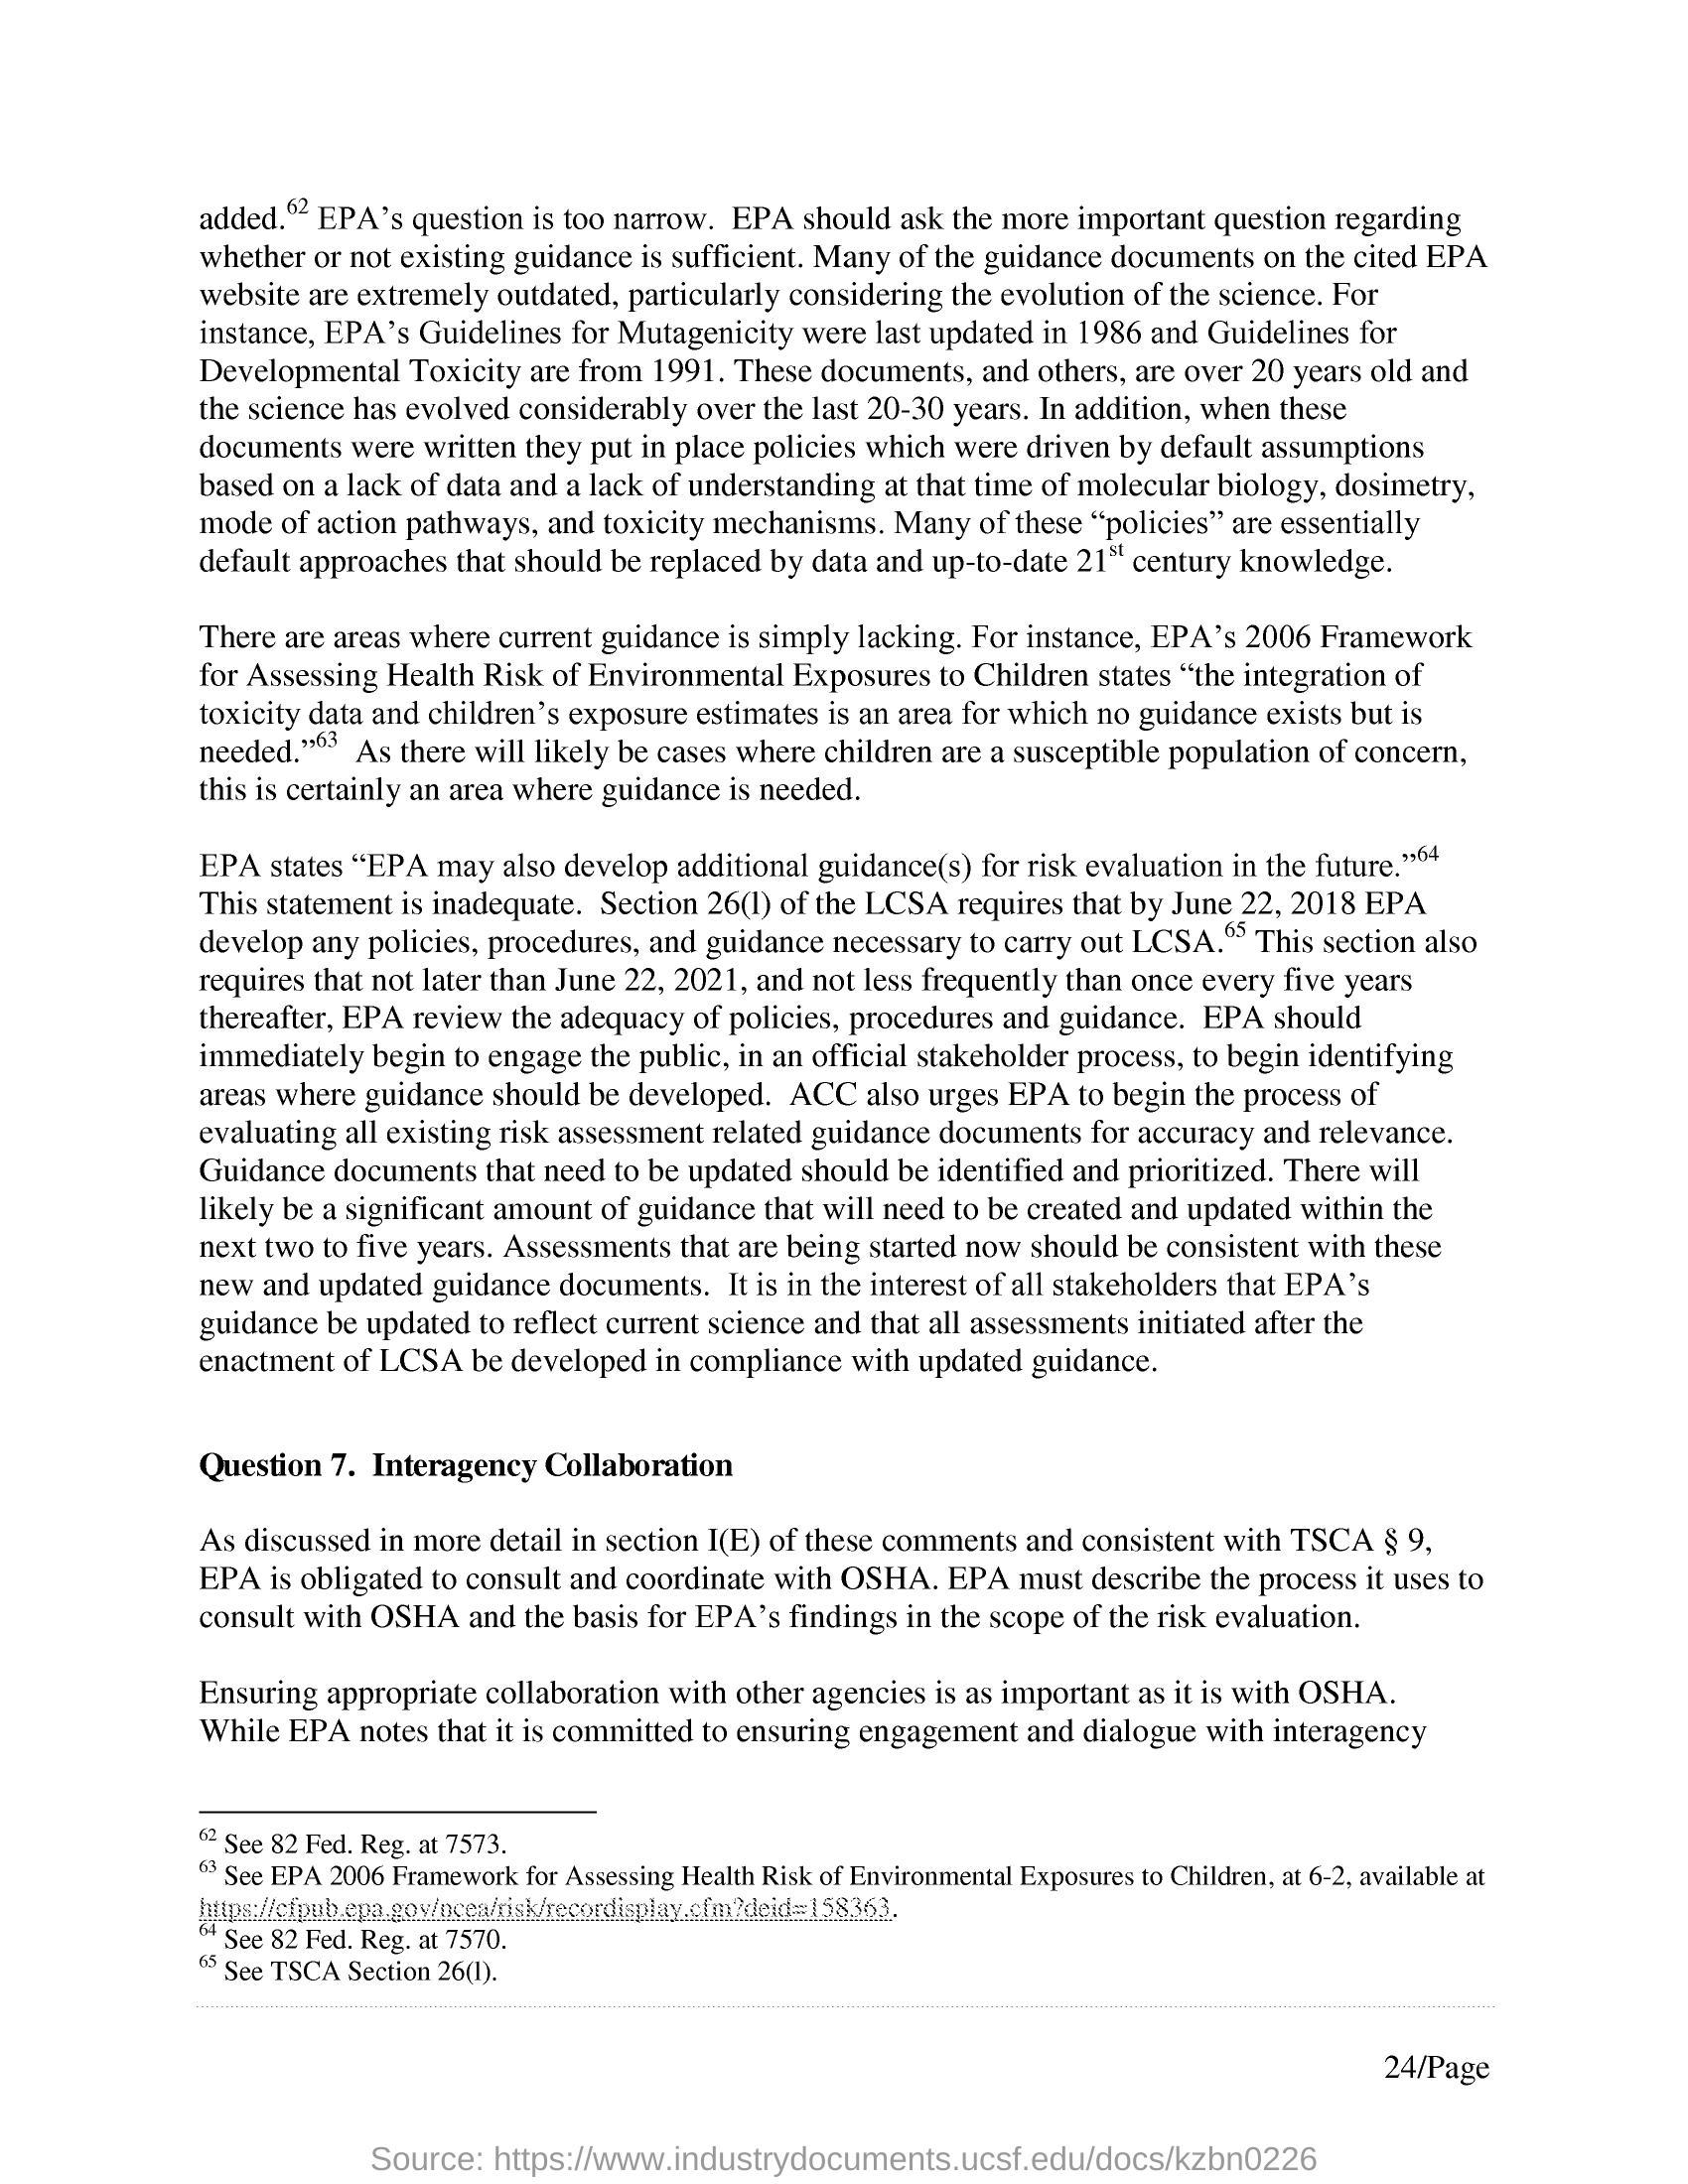 added.62 EPA’s question is too narrow.  EPA should ask the more important question regarding
whether or not existing guidance is sufficient. Many of the guidance documents on the cited EPA
website are extremely outdated, particularly considering the evolution of the science. For
instance, EPA’s Guidelines for Mutagenicity were last updated in 1986 and Guidelines for
Developmental Toxicity are from 1991. These documents, and others, are over 20 years old and
the science has evolved considerably over the last 20-30 years. In addition, when these
documents were written they put in place policies which were driven by default assumptions
based on a lack of data and a lack of understanding at that time of molecular biology, dosimetry,
mode of action pathways, and toxicity mechanisms. Many of these “policies” are essentially
default approaches that should be replaced by data and up-to-date 21st century knowledge.
There are areas where current guidance is simply lacking. For instance, EPA’s 2006 Framework
for Assessing Health Risk of Environmental Exposures to Children states “the integration of
toxicity data and children’s exposure estimates is an area for which no guidance exists but is
needed.”63  As there will likely be cases where children are a susceptible population of concern,
this is certainly an area where guidance is needed.
EPA states “EPA may also develop additional guidance(s) for risk evaluation in the future.”64
This statement is inadequate.  Section 26(l) of the LCSA requires that by June 22, 2018 EPA
develop any policies, procedures, and guidance necessary to carry out LCSA.65 This section also
requires that not later than June 22, 2021, and not less frequently than once every five years
thereafter, EPA review the adequacy of policies, procedures and guidance.  EPA should
immediately begin to engage the public, in an official stakeholder process, to begin identifying
areas where guidance should be developed.  ACC also urges EPA to begin the process of
evaluating all existing risk assessment related guidance documents for accuracy and relevance.
Guidance documents that need to be updated should be identified and prioritized. There will
likely be a significant amount of guidance that will need to be created and updated within the
next two to five years. Assessments that are being started now should be consistent with these
new and updated guidance documents.  It is in the interest of all stakeholders that EPA’s
guidance be updated to reflect current science and that all assessments initiated after the
enactment of LCSA be developed in compliance with updated guidance.
Question 7.  Interagency Collaboration
As discussed in more detail in section I(E) of these comments and consistent with TSCA § 9,
EPA is obligated to consult and coordinate with OSHA. EPA must describe the process it uses to
consult with OSHA and the basis for EPA’s findings in the scope of the risk evaluation.
Ensuring appropriate collaboration with other agencies is as important as it is with OSHA.
While EPA notes that it is committed to ensuring engagement and dialogue with interagency
62 See 82 Fed. Reg. at 7573.
63 See EPA 2006 Framework for Assessing Health Risk of Environmental Exposures to Children, at 6-2, available at
https://cfpub.epa.gov/ncea/risk/recordisplay.cfm?deid=158363.
64 See 82 Fed. Reg. at 7570.
65 See TSCA Section 26(l).
24/Page
Source: https://www.industrydocuments.ucsf.edu/docs/kzbn0226